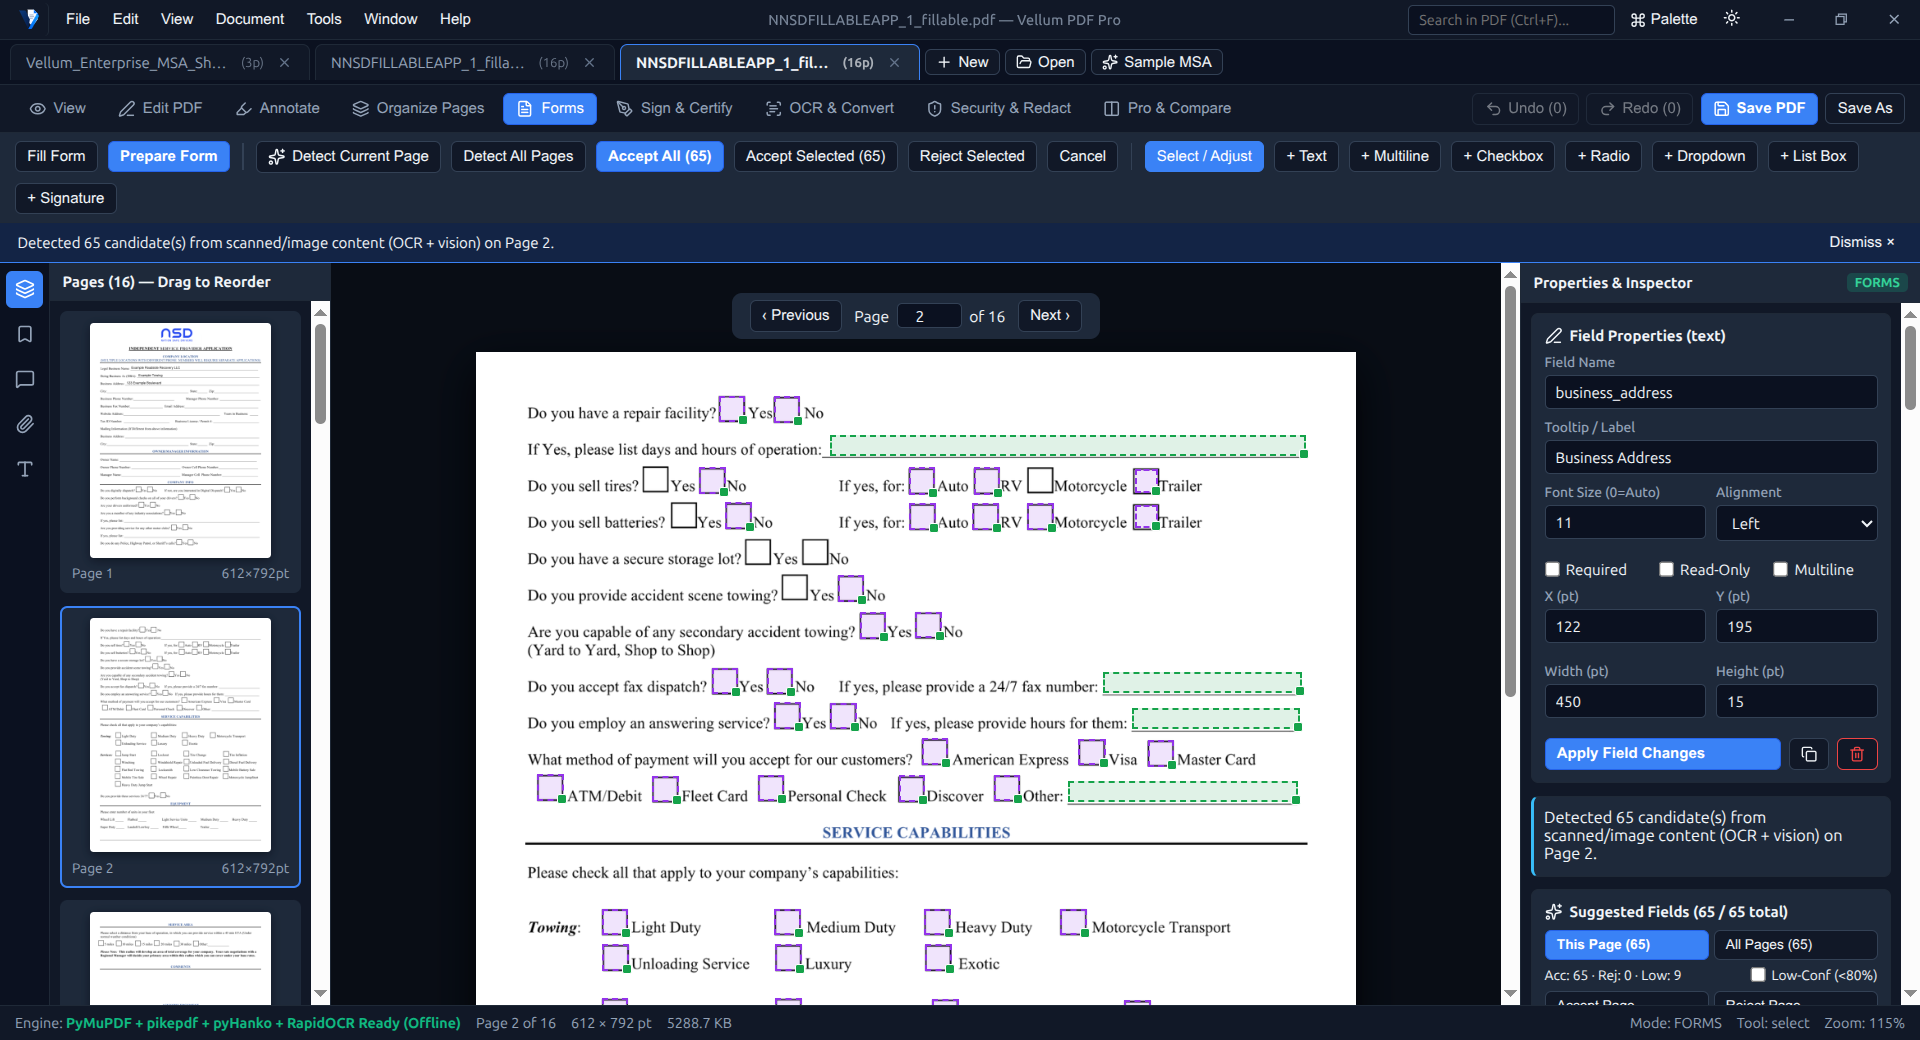 File Edit View Document Tools Window Help
NNSDFILLABLEAPP_1_fillable.pdf — Vellum PDF Pro
Search in PDF (Ctrl+F)...
Palette
Vellum_Enterprise_MSA_Sh... (3p) ×
NNSDFILLABLEAPP_1_filla... (16p) ×
NNSDFILLABLEAPP_1_fil... (16p) ×
+ New
Open
Sample MSA
View
Edit PDF
Annotate
Organize Pages
Forms
Sign & Certify
OCR & Convert
Security & Redact
Pro & Compare
Undo (0)
Redo (0)
Save PDF
Save As
Fill Form
Prepare Form
Detect Current Page
Detect All Pages
Accept All (65)
Accept Selected (65)
Reject Selected
Cancel
Select / Adjust
+ Text
+ Multiline
+ Checkbox
+ Radio
+ Dropdown
+ List Box
+ Signature
Detected 65 candidate(s) from scanned/image content (OCR + vision) on Page 2.
Dismiss ×
Pages (16) — Drag to Reorder
nSD
INDEPENDENT SERVICE PROVIDER APPLICATION
Page 1 612×792pt
Page 2 612×792pt
‹ Previous Page 2 of 16 Next ›
Do you have a repair facility? Yes No
If Yes, please list days and hours of operation:
Do you sell tires? Yes No If yes, for: Auto RV Motorcycle Trailer
Do you sell batteries? Yes No If yes, for: Auto RV Motorcycle Trailer
Do you have a secure storage lot? Yes No
Do you provide accident scene towing? Yes No
Are you capable of any secondary accident towing? Yes No
(Yard to Yard, Shop to Shop)
Do you accept fax dispatch? Yes No If yes, please provide a 24/7 fax number:
Do you employ an answering service? Yes No If yes, please provide hours for them:
What method of payment will you accept for our customers? American Express Visa Master Card
ATM/Debit Fleet Card Personal Check Discover Other:
SERVICE CAPABILITIES
Please check all that apply to your company's capabilities:
Towing: Light Duty Medium Duty Heavy Duty Motorcycle Transport
Unloading Service Luxury Exotic
Properties & Inspector
FORMS
Field Properties (text)
Field Name
business_address
Tooltip / Label
Business Address
Font Size (0=Auto) Alignment
11 Left
Required Read-Only Multiline
X (pt) Y (pt)
122 195
Width (pt) Height (pt)
450 15
Apply Field Changes
Detected 65 candidate(s) from
scanned/image content (OCR + vision) on
Page 2.
Suggested Fields (65 / 65 total)
This Page (65) All Pages (65)
Acc: 65 · Rej: 0 · Low: 9 Low-Conf (<80%)
Accept Page Reject Page
Engine: PyMuPDF + pikepdf + pyHanko + RapidOCR Ready (Offline) Page 2 of 16 612 × 792 pt 5288.7 KB
Mode: FORMS Tool: select Zoom: 115%